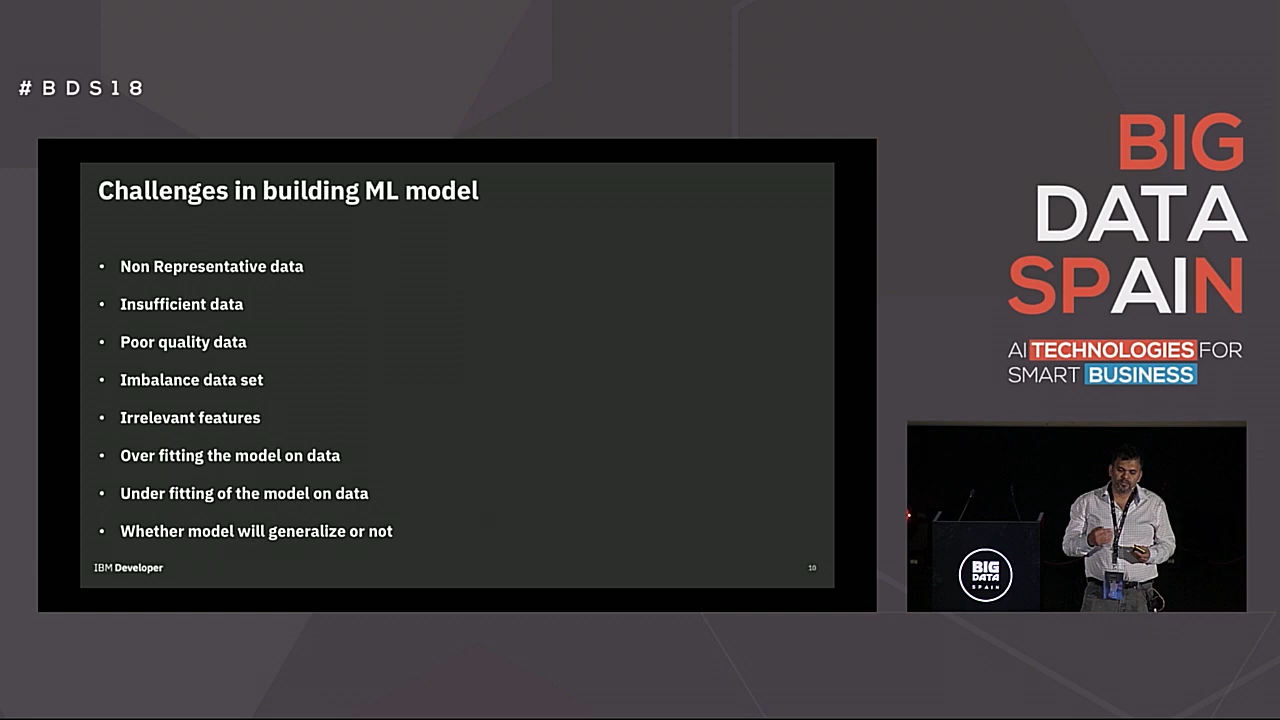 #BDS18
Challenges in building ML model
• Non Representative data
• Insufficient data
• Poor quality data
• Imbalance data set
• Irrelevant features
• Over fitting the model on data
• Under fitting of the model on data
• Whether model will generalize or not
IBM Developer
10
BIG
DATA
SPAIN
AI TECHNOLOGIES FOR
SMART BUSINESS
BIG
DATA
SPAIN